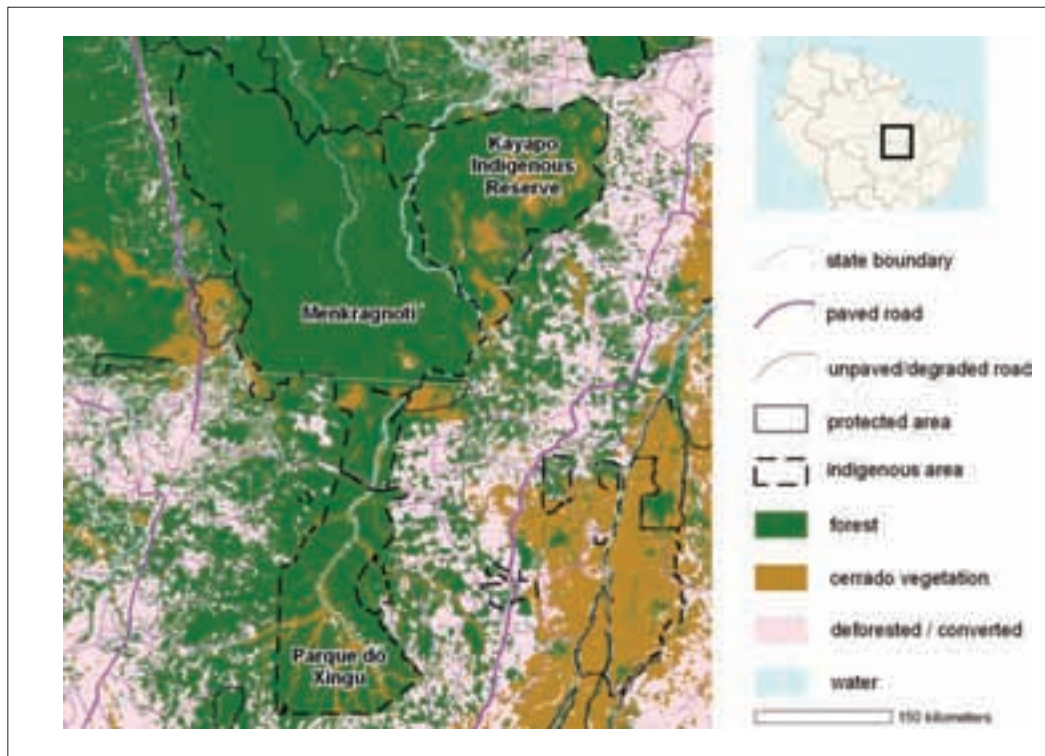 Kayapo
Indigenous
Reserve
Menkragnoti
Parque do
Xingu
state boundary
paved road
unpaved/degraded road
protected area
indigenous area
forest
cerrado vegetation
deforested / converted
water
150 kilometers